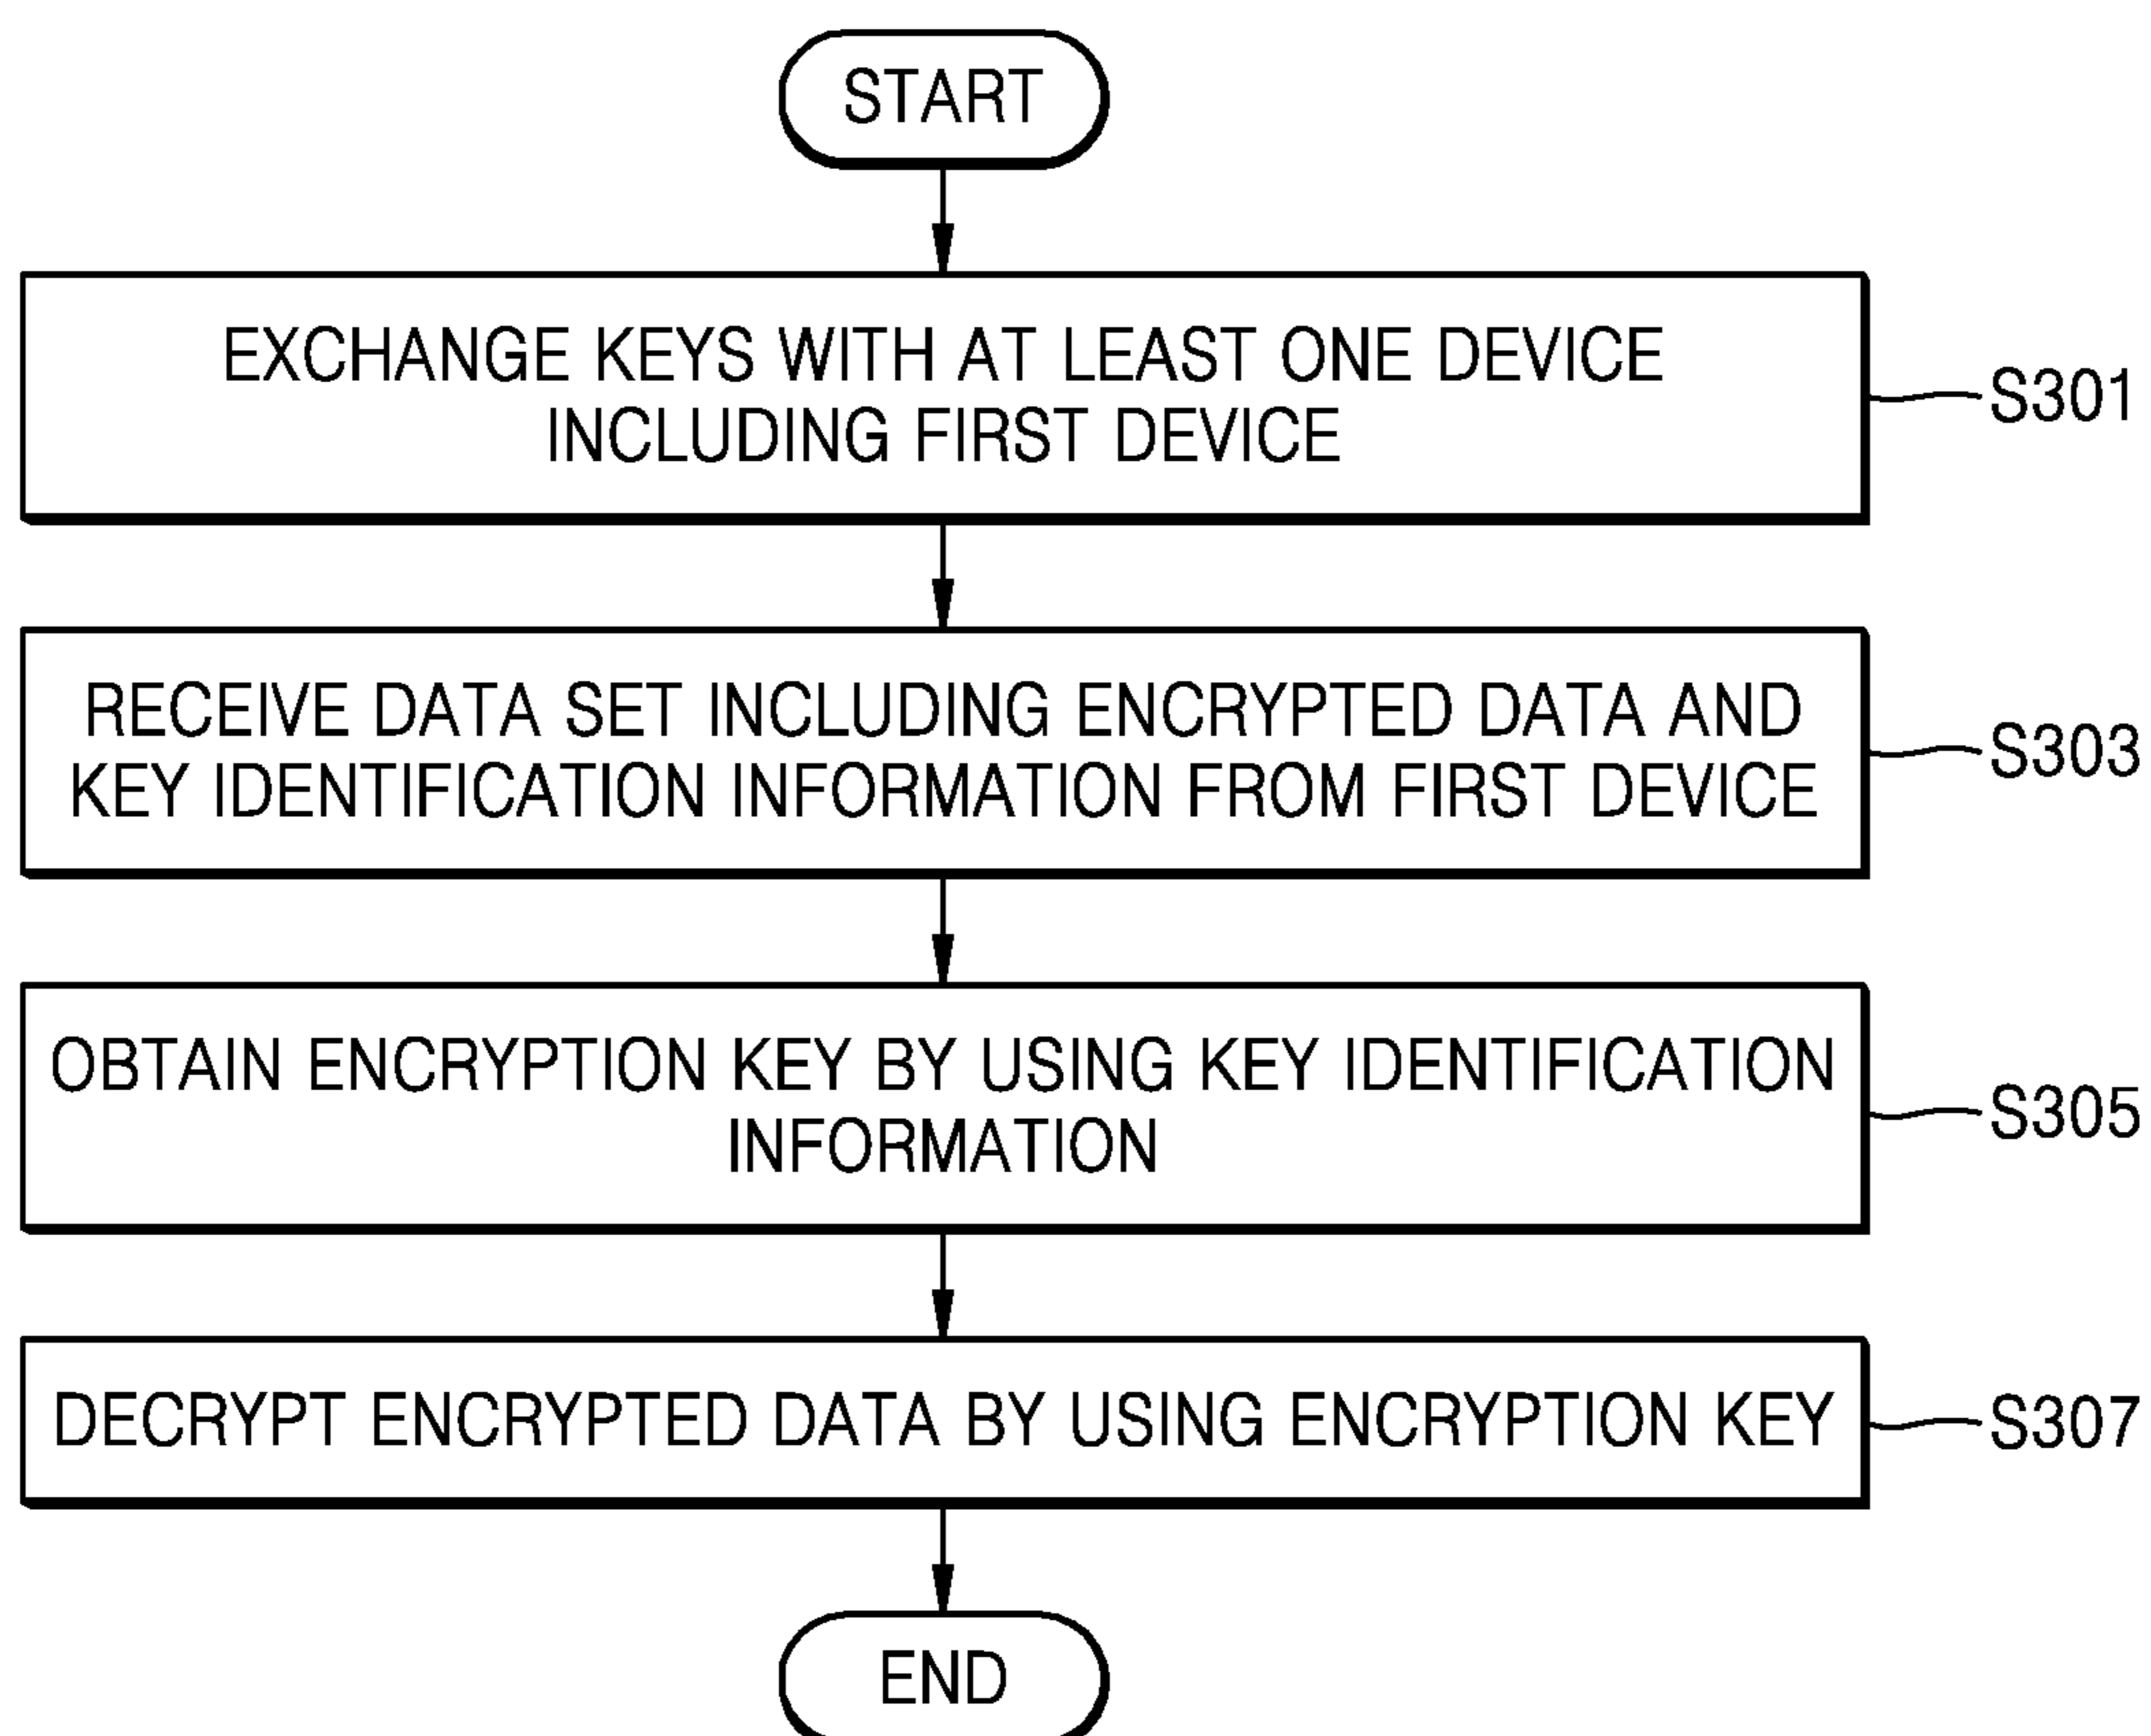 START
EXCHANGE KEYS WITH AT LEAST ONE DEVICE
INCLUDING FIRST DEVICE
S301
RECEIVE DATA SET INCLUDING ENCRYPTED DATA AND
KEY IDENTIFICATION INFORMATION FROM FIRST DEVICE
S303
OBTAIN ENCRYPTION KEY BY USING KEY IDENTIFICATION
INFORMATION
S305
DECRYPT ENCRYPTED DATA BY USING ENCRYPTION KEY
S307
END